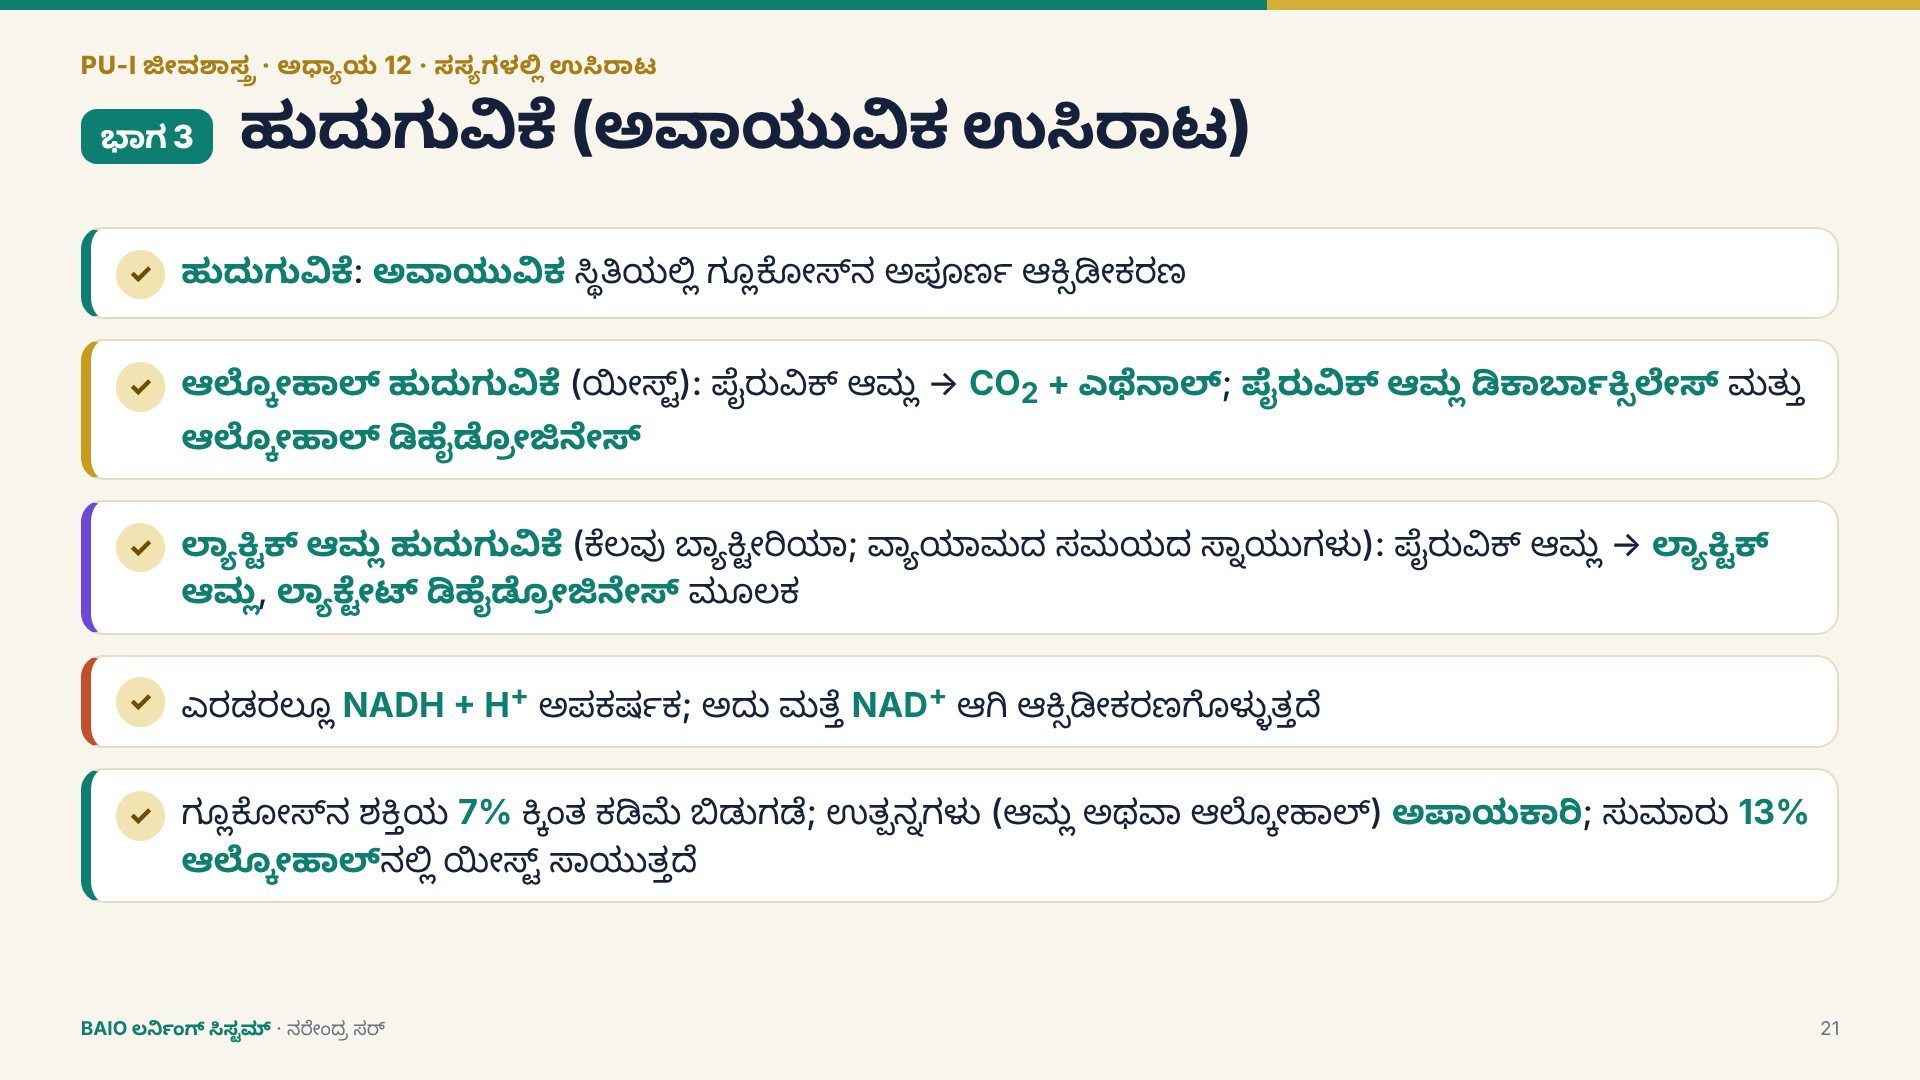 PU-I ಜೀವಶಾಸ್ತ್ರ · ಅಧ್ಯಾಯ 12 · ಸಸ್ಯಗಳಲ್ಲಿ ಉಸಿರಾಟ
ಭಾಗ 3 ಹುದುಗುವಿಕೆ (ಅವಾಯುವಿಕ ಉಸಿರಾಟ)
ಹುದುಗುವಿಕೆ: ಅವಾಯುವಿಕ ಸ್ಥಿತಿಯಲ್ಲಿ ಗ್ಲೂಕೋಸ್‌ನ ಅಪೂರ್ಣ ಆಕ್ಸಿಡೀಕರಣ
ಆಲ್ಕೋಹಾಲ್ ಹುದುಗುವಿಕೆ (ಯೀಸ್ಟ್): ಪೈರುವಿಕ್ ಆಮ್ಲ → CO₂ + ಎಥೆನಾಲ್; ಪೈರುವಿಕ್ ಆಮ್ಲ ಡಿಕಾರ್ಬಾಕ್ಸಿಲೇಸ್ ಮತ್ತು
ಆಲ್ಕೋಹಾಲ್ ಡಿಹೈಡ್ರೋಜಿನೇಸ್
ಲ್ಯಾಕ್ಟಿಕ್ ಆಮ್ಲ ಹುದುಗುವಿಕೆ (ಕೆಲವು ಬ್ಯಾಕ್ಟೀರಿಯಾ; ವ್ಯಾಯಾಮದ ಸಮಯದ ಸ್ನಾಯುಗಳು): ಪೈರುವಿಕ್ ಆಮ್ಲ → ಲ್ಯಾಕ್ಟಿಕ್
ಆಮ್ಲ, ಲ್ಯಾಕ್ಟೇಟ್ ಡಿಹೈಡ್ರೋಜಿನೇಸ್ ಮೂಲಕ
ಎರಡರಲ್ಲೂ NADH + H⁺ ಅಪಕರ್ಷಕ; ಅದು ಮತ್ತೆ NAD⁺ ಆಗಿ ಆಕ್ಸಿಡೀಕರಣಗೊಳ್ಳುತ್ತದೆ
ಗ್ಲೂಕೋಸ್‌ನ ಶಕ್ತಿಯ 7% ಕ್ಕಿಂತ ಕಡಿಮೆ ಬಿಡುಗಡೆ; ಉತ್ಪನ್ನಗಳು (ಆಮ್ಲ ಅಥವಾ ಆಲ್ಕೋಹಾಲ್) ಅಪಾಯಕಾರಿ; ಸುಮಾರು 13%
ಆಲ್ಕೋಹಾಲ್‌ನಲ್ಲಿ ಯೀಸ್ಟ್ ಸಾಯುತ್ತದೆ
BAIO ಲರ್ನಿಂಗ್ ಸಿಸ್ಟಮ್ · ನರೇಂದ್ರ ಸರ್
21